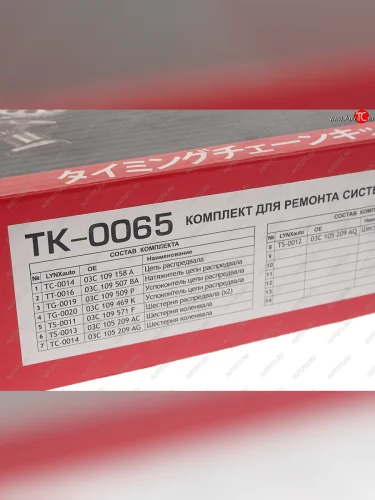 タイミングチェーンキッ
TK-0065 КОМПЛЕКТ ДЛЯ РЕМОНТА СИСТЕ
СОСТАВ КОМПЛЕКТА
№ LYNXauto OE Наименование
1 TC-0014 03C 109 158 A Цепь распредвала
2 TT-0016 03C 109 507 BA Натяжитель цепи распредвала
3 TG-0019 03C 109 509 P Успокоитель цепи распредвала
4 TG-0020 03C 109 469 K Успокоитель цепи распредвала (x2)
5 TS-0011 03C 109 571 F Шестерня распредвала
6 TS-0013 03C 105 209 AC Шестерня коленвала
7 TC-0014 03C 105 209 AG Шестерня коленвала
СОСТАВ КОМПЛ
№ LYNXauto OE
8 TS-0012 03C 105 209 AQ Шес
9
10
11
12
13
14